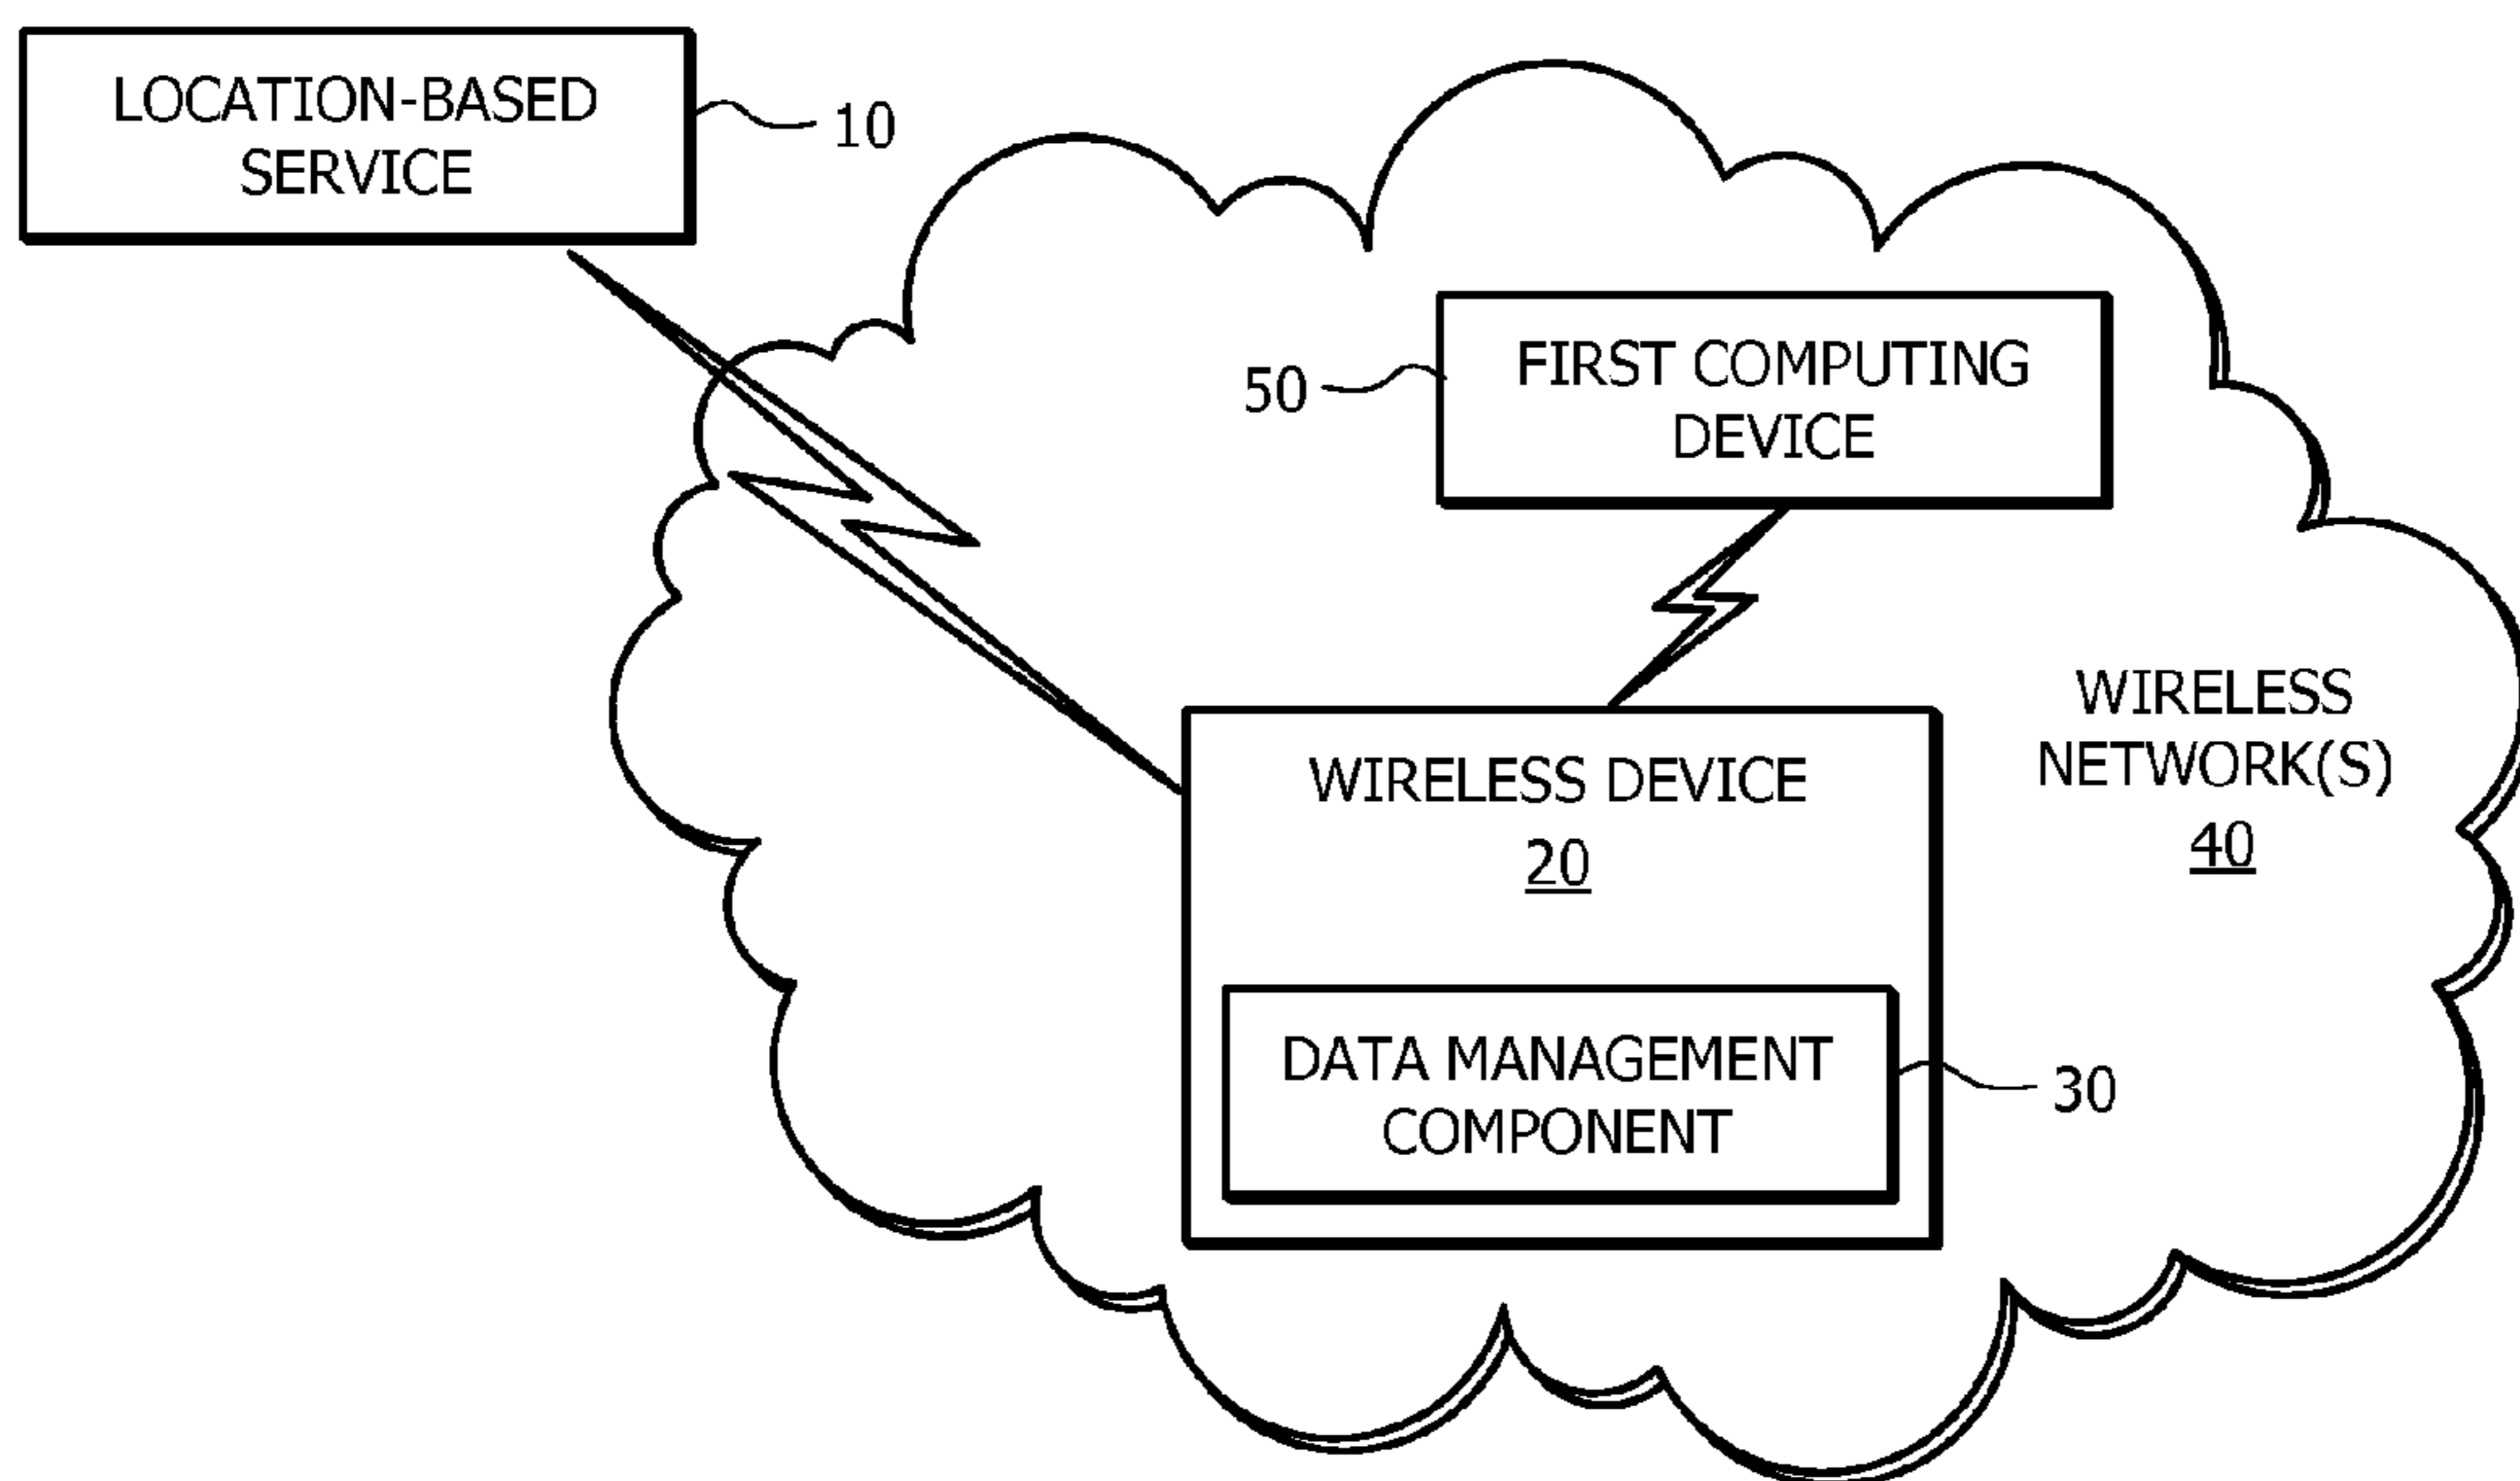 LOCATION-BASED
SERVICE
10
50
FIRST COMPUTING
DEVICE
WIRELESS
NETWORK(S)
40
WIRELESS DEVICE
20
DATA MANAGEMENT
COMPONENT
30